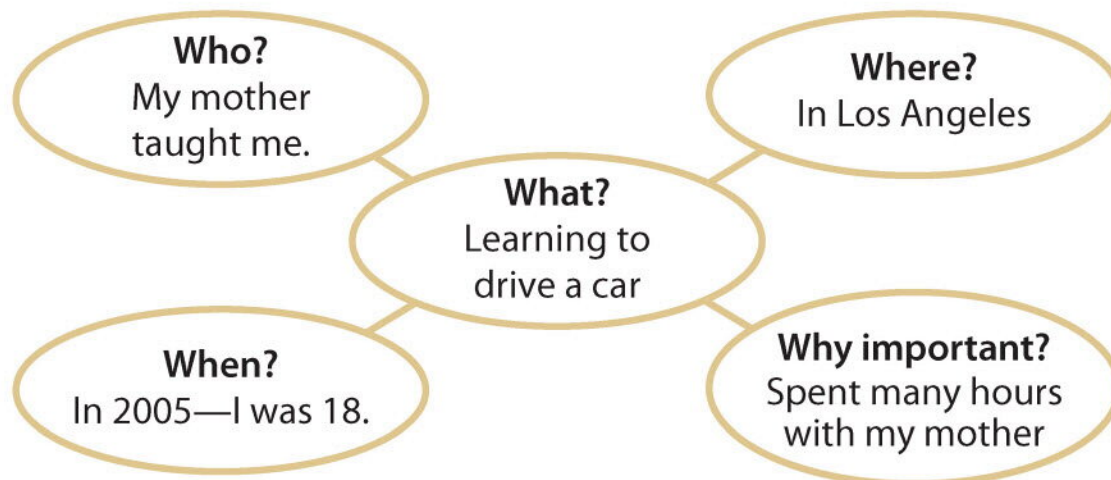 Who?
My mother
taught me.
Where?
In Los Angeles
What?
Learning to
drive a car
When?
In 2005—I was 18.
Why important?
Spent many hours
with my mother